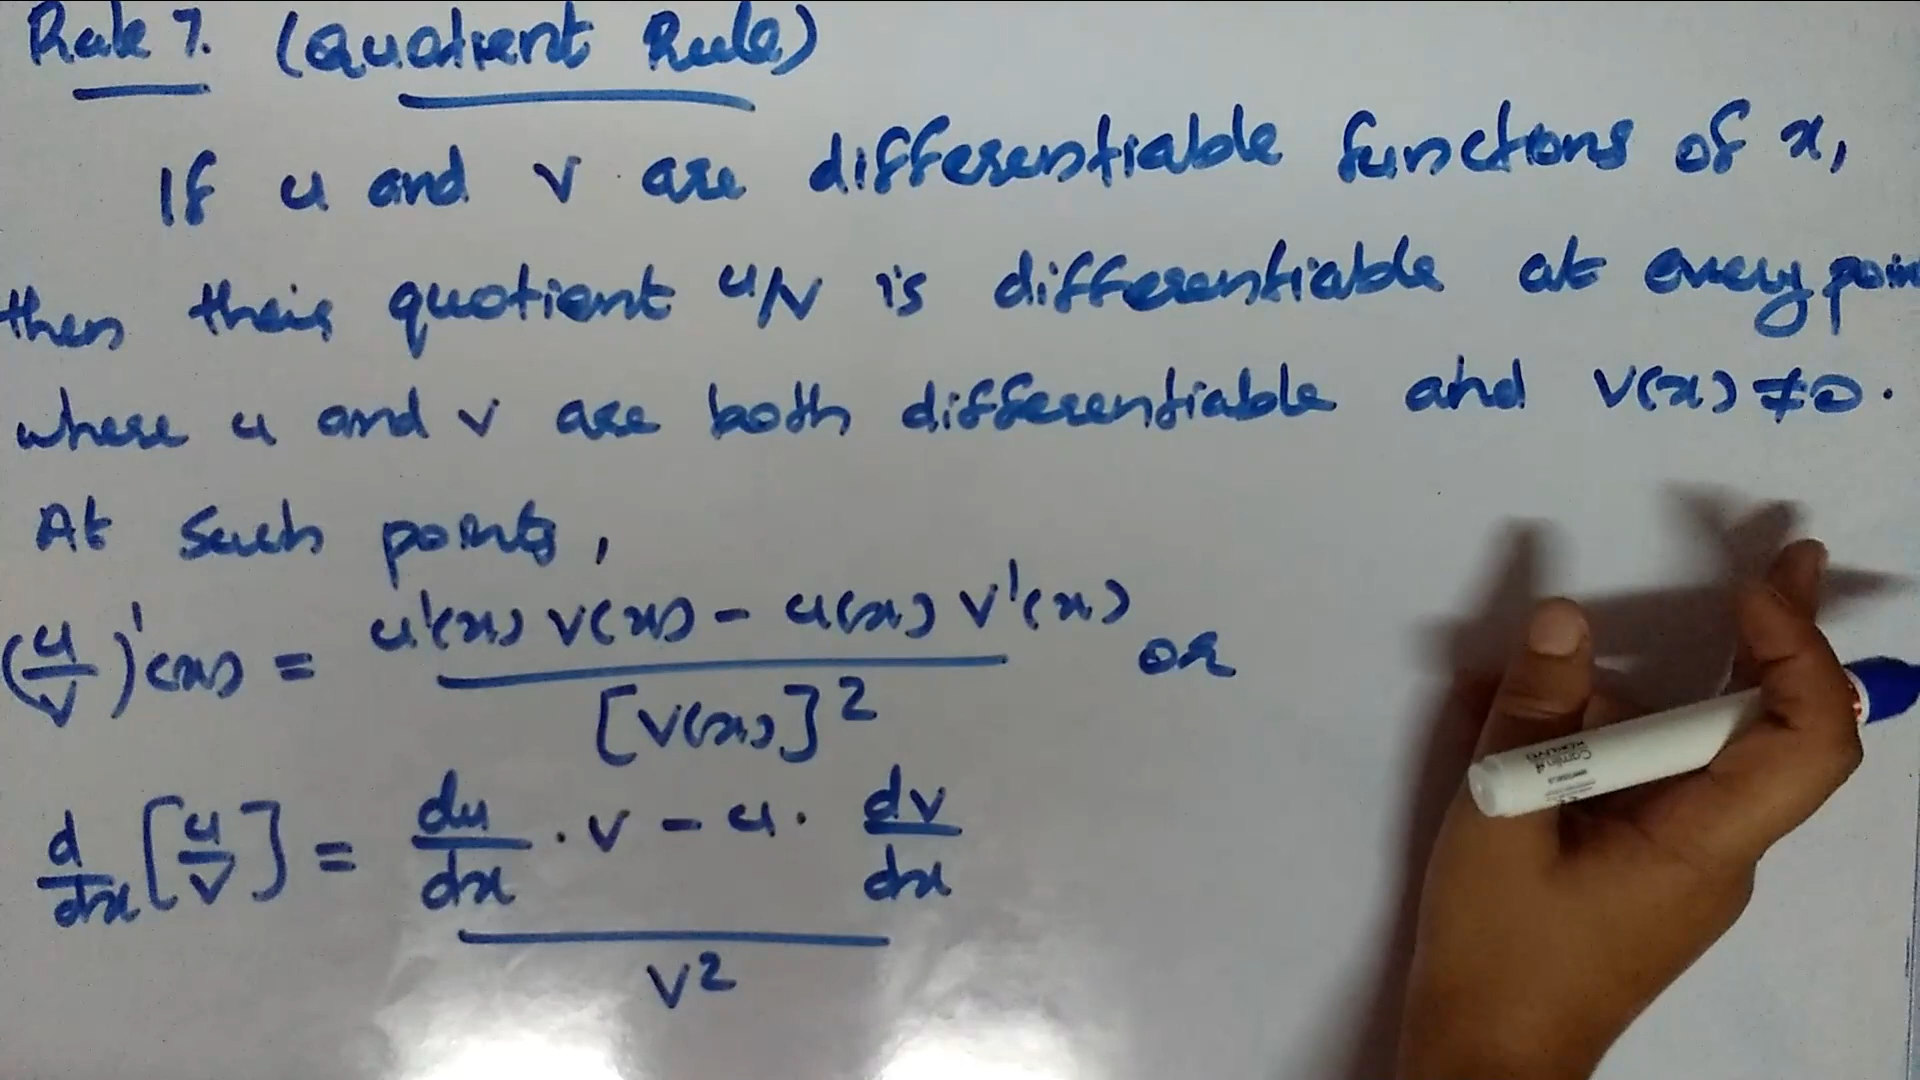 Rule 7. (Quotient Rule)
If u and v are differentiable functions of x,
then their quotient u/v is differentiable at every poin
where u and v are both differentiable and v(x) ≠ 0.
At such points,
(u/v)'(x) = u'(x) v(x) - u(x) v'(x) / [v(x)]² or
d/dx [u/v] = du/dx · v - u · dv/dx / v²
Camlin